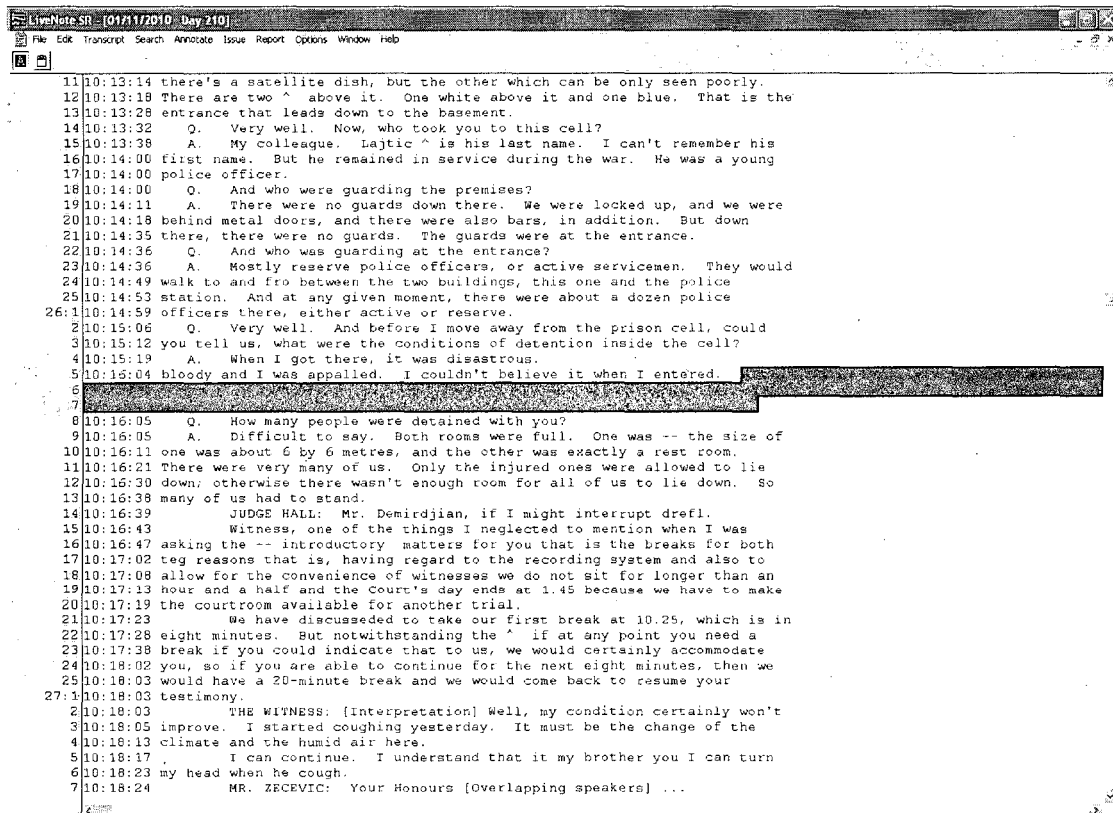 LiveNote SR - [01/11/2010 Day 210]
File Edit Transcript Search Annotate Issue Report Options Window Help
11 10:13:14 there's a satellite dish, but the other which can be only seen poorly.
12 10:13:18 There are two ^ above it. One white above it and one blue. That is the
13 10:13:28 entrance that leads down to the basement.
14 10:13:32 Q. Very well. Now, who took you to this cell?
15 10:13:38 A. My colleague. Lajtic ^ is his last name. I can't remember his
16 10:14:00 first name. But he remained in service during the war. He was a young
17 10:14:00 police officer.
18 10:14:00 Q. And who were guarding the premises?
19 10:14:11 A. There were no guards down there. We were locked up, and we were
20 10:14:18 behind metal doors, and there were also bars, in addition. But down
21 10:14:35 there, there were no guards. The guards were at the entrance.
22 10:14:36 Q. And who was guarding at the entrance?
23 10:14:36 A. Mostly reserve police officers, or active servicemen. They would
24 10:14:49 walk to and fro between the two buildings, this one and the police
25 10:14:53 station. And at any given moment, there were about a dozen police
26:1 10:14:59 officers there, either active or reserve.
2 10:15:06 Q. Very well. And before I move away from the prison cell, could
3 10:15:12 you tell us, what were the conditions of detention inside the cell?
4 10:15:19 A. When I got there, it was disastrous.
5 10:16:04 bloody and I was appalled. I couldn't believe it when I entered.
6
7
8 10:16:05 Q. How many people were detained with you?
9 10:16:05 A. Difficult to say. Both rooms were full. One was -- the size of
10 10:16:11 one was about 6 by 6 metres, and the other was exactly a rest room.
11 10:16:21 There were very many of us. Only the injured ones were allowed to lie
12 10:16:30 down; otherwise there wasn't enough room for all of us to lie down. So
13 10:16:38 many of us had to stand.
14 10:16:39 JUDGE HALL: Mr. Demirdjian, if I might interrupt drefl.
15 10:16:43 Witness, one of the things I neglected to mention when I was
16 10:16:47 asking the -- introductory matters for you that is the breaks for both
17 10:17:02 teg reasons that is, having regard to the recording system and also to
18 10:17:08 allow for the convenience of witnesses we do not sit for longer than an
19 10:17:13 hour and a half and the Court's day ends at 1.45 because we have to make
20 10:17:19 the courtroom available for another trial.
21 10:17:23 We have discusseded to take our first break at 10.25, which is in
22 10:17:28 eight minutes. But notwithstanding the ^ if at any point you need a
23 10:17:38 break if you could indicate that to us, we would certainly accommodate
24 10:18:02 you, so if you are able to continue for the next eight minutes, then we
25 10:18:03 would have a 20-minute break and we would come back to resume your
27:1 10:18:03 testimony.
2 10:18:03 THE WITNESS: [Interpretation] Well, my condition certainly won't
3 10:18:05 improve. I started coughing yesterday. It must be the change of the
4 10:18:13 climate and the humid air here.
5 10:18:17 I can continue. I understand that it my brother you I can turn
6 10:18:23 my head when he cough.
7 10:18:24 MR. ZECEVIC: Your Honours [Overlapping speakers] ...